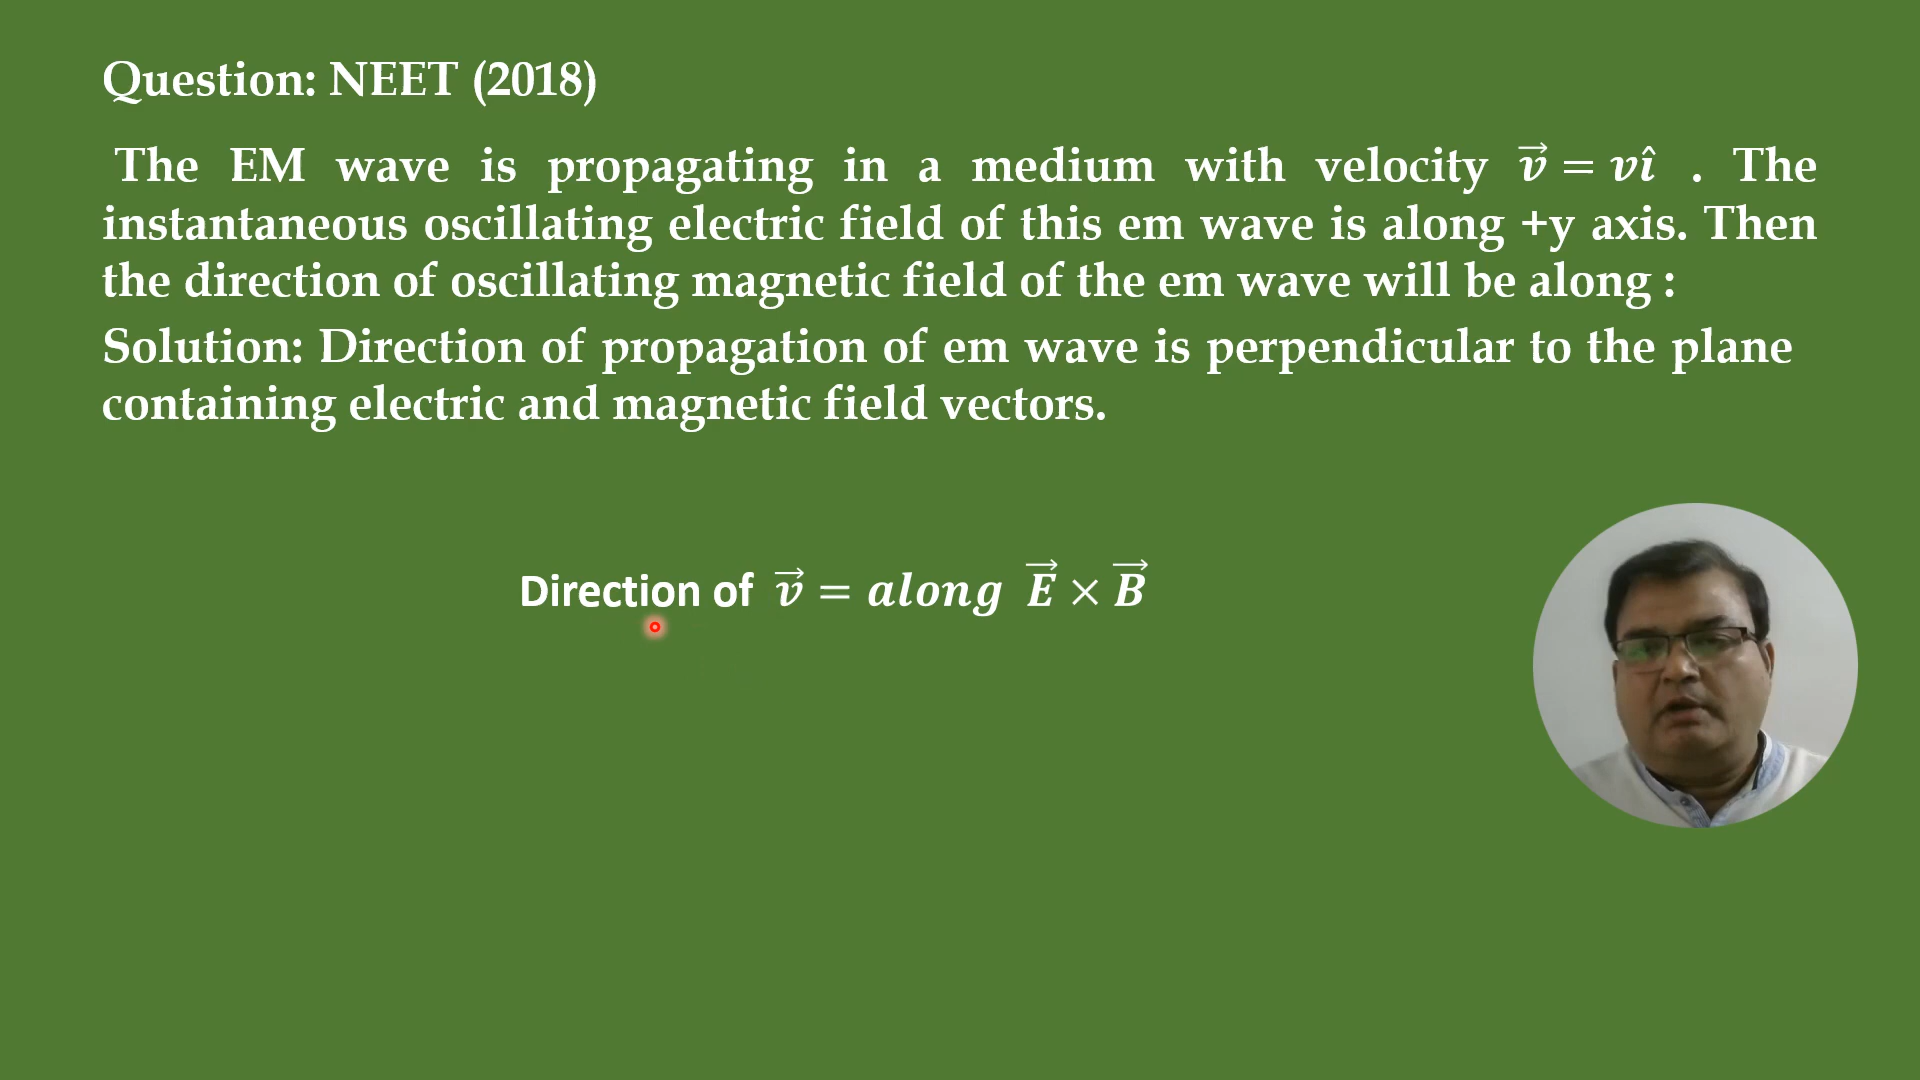 Question: NEET (2018)
The EM wave is propagating in a medium with velocity v⃗ = vî . The
instantaneous oscillating electric field of this em wave is along +y axis. Then
the direction of oscillating magnetic field of the em wave will be along :
Solution: Direction of propagation of em wave is perpendicular to the plane
containing electric and magnetic field vectors.
Direction of v⃗ = along E⃗ × B⃗